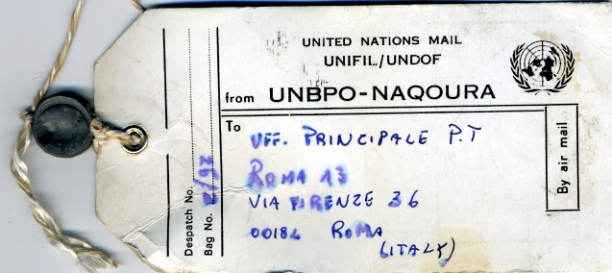 UNITED NATIONS MAIL
UNIFIL/UNDOF
from UNBPO-NAQOURA
To
UFF. PRINCIPALE P.T
ROMA 13
VIA FIRENZE 36
00184 ROMA
(ITALY)
By air mail
Despatch No.
Bag No.